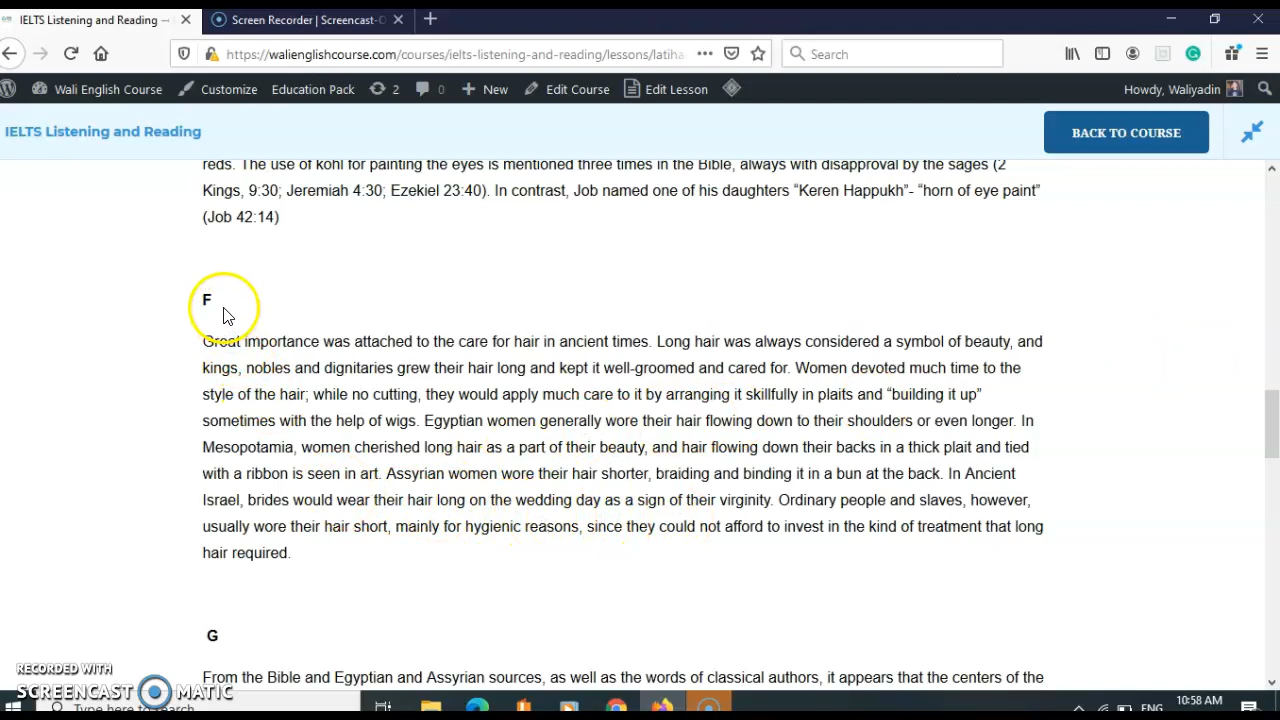 IELTS Listening and Reading —
Screen Recorder | Screencast-O
https://walienglishcourse.com/courses/ielts-listening-and-reading/lessons/latiha
Search
Wali English Course
Customize
Education Pack
2
0
New
Edit Course
Edit Lesson
Howdy, Waliyadin
IELTS Listening and Reading
BACK TO COURSE
reds. The use of kohl for painting the eyes is mentioned three times in the Bible, always with disapproval by the sages (2
Kings, 9:30; Jeremiah 4:30; Ezekiel 23:40). In contrast, Job named one of his daughters “Keren Happukh”- “horn of eye paint”
(Job 42:14)
F
Great importance was attached to the care for hair in ancient times. Long hair was always considered a symbol of beauty, and
kings, nobles and dignitaries grew their hair long and kept it well-groomed and cared for. Women devoted much time to the
style of the hair; while no cutting, they would apply much care to it by arranging it skillfully in plaits and “building it up”
sometimes with the help of wigs. Egyptian women generally wore their hair flowing down to their shoulders or even longer. In
Mesopotamia, women cherished long hair as a part of their beauty, and hair flowing down their backs in a thick plait and tied
with a ribbon is seen in art. Assyrian women wore their hair shorter, braiding and binding it in a bun at the back. In Ancient
Israel, brides would wear their hair long on the wedding day as a sign of their virginity. Ordinary people and slaves, however,
usually wore their hair short, mainly for hygienic reasons, since they could not afford to invest in the kind of treatment that long
hair required.
G
From the Bible and Egyptian and Assyrian sources, as well as the words of classical authors, it appears that the centers of the
RECORDED WITH
SCREENCAST MATIC
Type here to search
ENG
10:58 AM